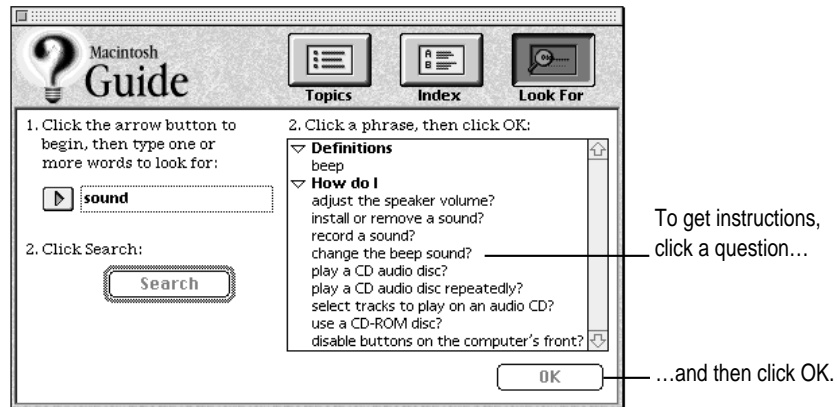 Macintosh
Guide
Topics
Index
Look For
1. Click the arrow button to
begin, then type one or
more words to look for:
sound
2. Click Search:
Search
2. Click a phrase, then click OK:
Definitions
beep
How do I
adjust the speaker volume?
install or remove a sound?
record a sound?
change the beep sound?
play a CD audio disc?
play a CD audio disc repeatedly?
select tracks to play on an audio CD?
use a CD-ROM disc?
disable buttons on the computer's front?
OK
To get instructions,
click a question…
…and then click OK.